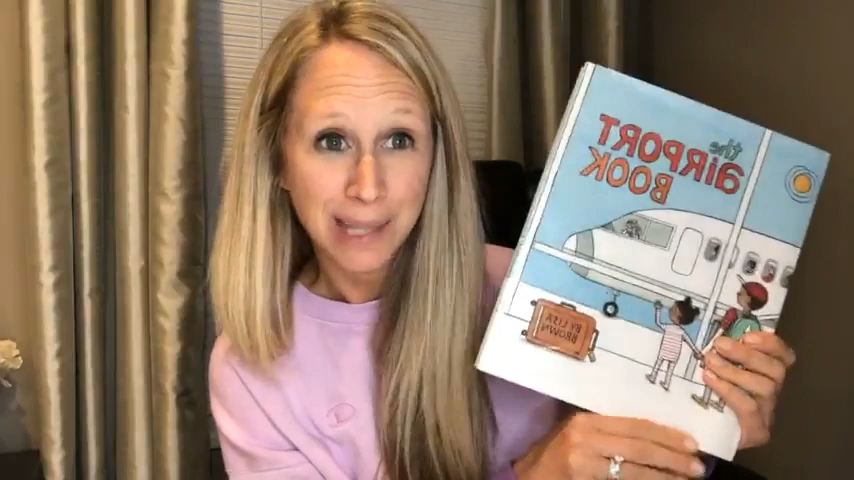 the
aiRPORT
BOOK
BY LISA
BROWN